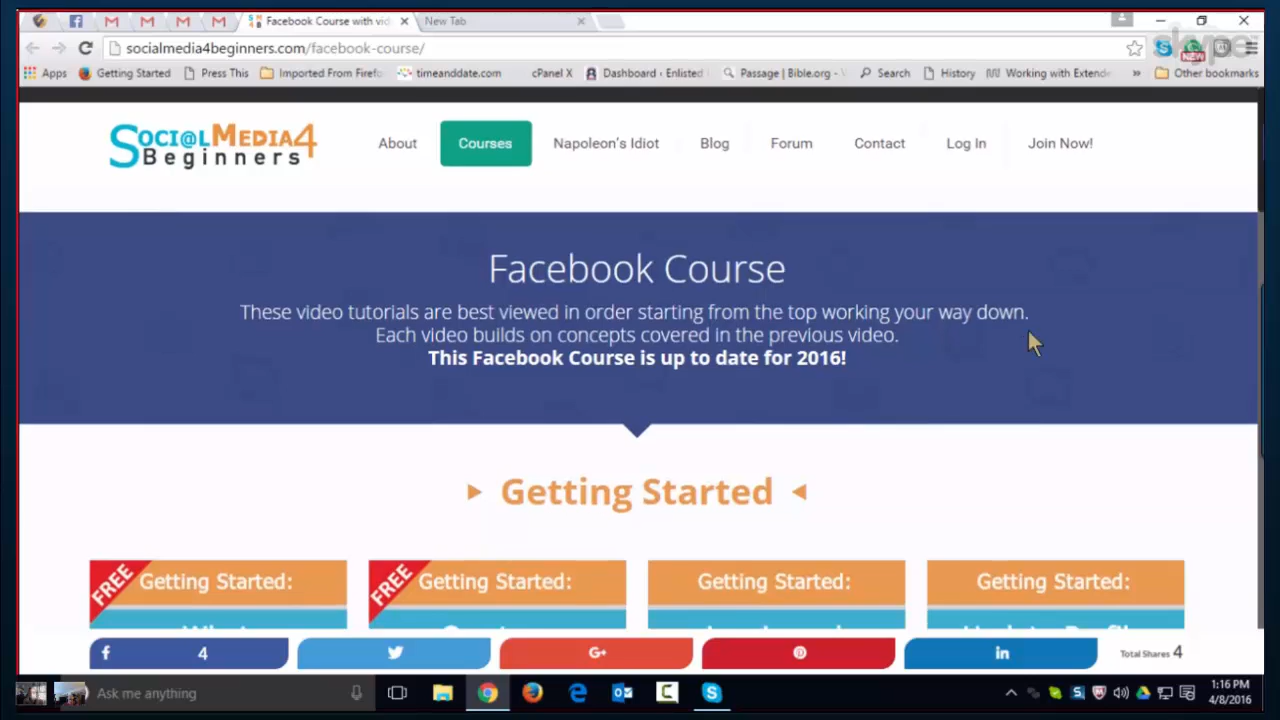 Facebook Course with vid
New Tab
socialmedia4beginners.com/facebook-course/
Apps
Getting Started
Press This
Imported From Firefo
timeanddate.com
cPanel X
Dashboard ‹ Enlisted
Passage | Bible.org -
Search
History
Working with Extende
»
Other bookmarks
skype
NEW
Soci@lMedia4
Beginners
About
Courses
Napoleon's Idiot
Blog
Forum
Contact
Log In
Join Now!
Facebook Course
These video tutorials are best viewed in order starting from the top working your way down.
Each video builds on concepts covered in the previous video.
This Facebook Course is up to date for 2016!
Getting Started
FREE
Getting Started:
FREE
Getting Started:
Getting Started:
Getting Started:
4
Total Shares 4
Ask me anything
1:16 PM
4/8/2016